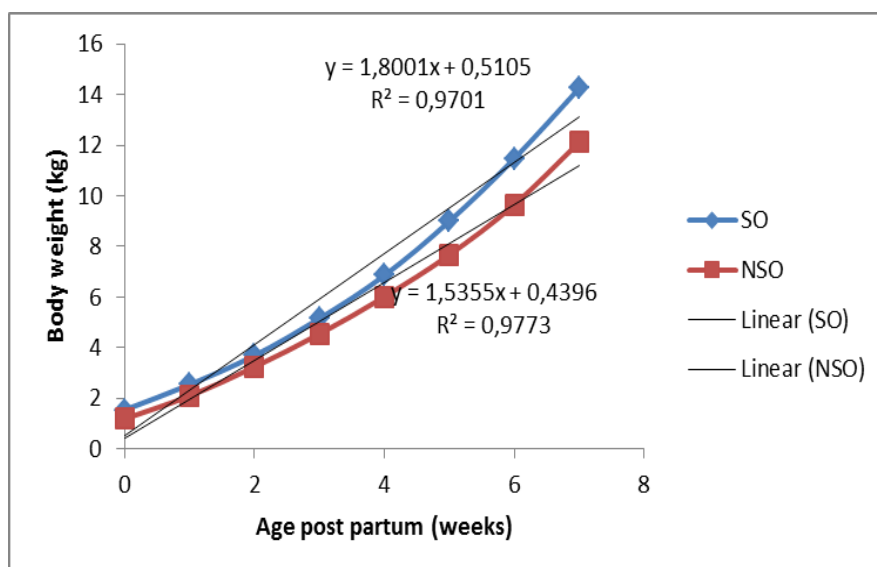 16
14
12
10
8
6
4
2
0
Body weight (kg)
y = 1,8001x + 0,5105
R² = 0,9701
y = 1,5355x + 0,4396
R² = 0,9773
0 2 4 6 8
Age post partum (weeks)
SO
NSO
Linear (SO)
Linear (NSO)